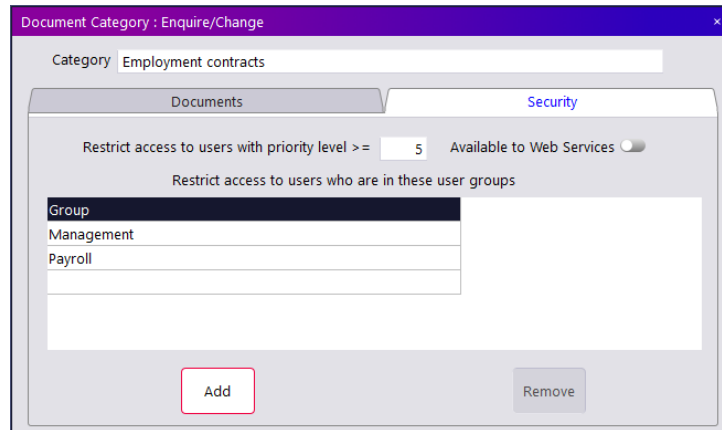 Document Category : Enquire/Change ×
Category Employment contracts
Documents Security
Restrict access to users with priority level >= 5 Available to Web Services
Restrict access to users who are in these user groups
Group
Management
Payroll
Add Remove